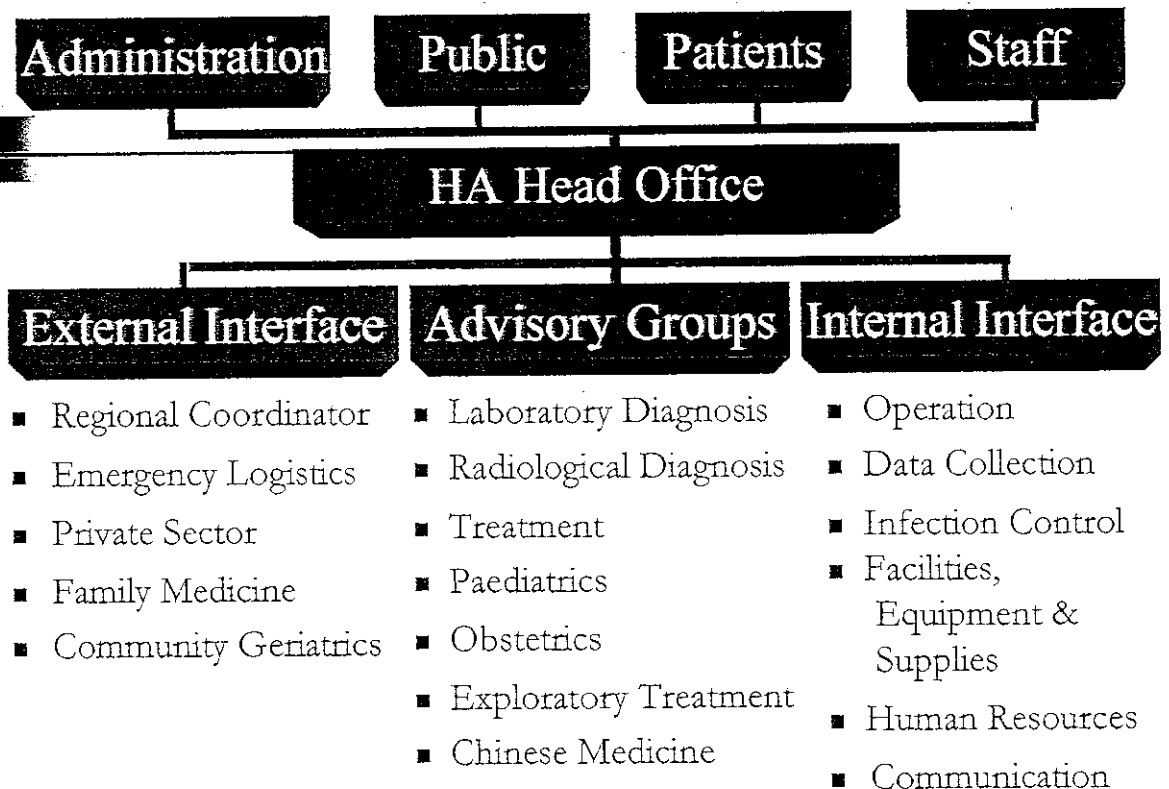 Administration
Public
Patients
Staff
HA Head Office
External Interface
Advisory Groups
Internal Interface
▪ Regional Coordinator
▪ Emergency Logistics
▪ Private Sector
▪ Family Medicine
▪ Community Geriatrics
▪ Laboratory Diagnosis
▪ Radiological Diagnosis
▪ Treatment
▪ Paediatrics
▪ Obstetrics
▪ Exploratory Treatment
▪ Chinese Medicine
▪ Operation
▪ Data Collection
▪ Infection Control
▪ Facilities,
Equipment &
Supplies
▪ Human Resources
▪ Communication